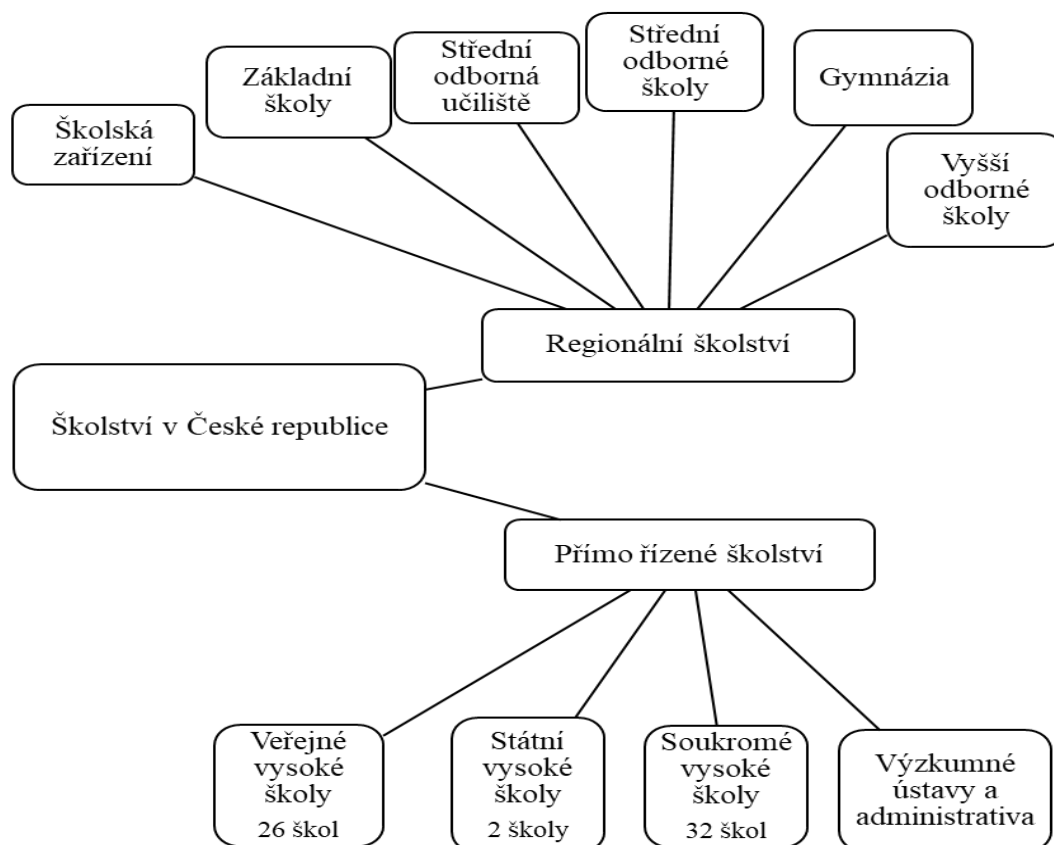 Školská
zařízení
Základní
školy
Střední
odborná
učiliště
Střední
odborné
školy
Gymnázia
Vyšší
odborné
školy
Regionální školství
Školství v České republice
Přímo řízené školství
Veřejné
vysoké
školy
26 škol
Státní
vysoké
školy
2 školy
Soukromé
vysoké
školy
32 škol
Výzkumné
ústavy a
administrativa